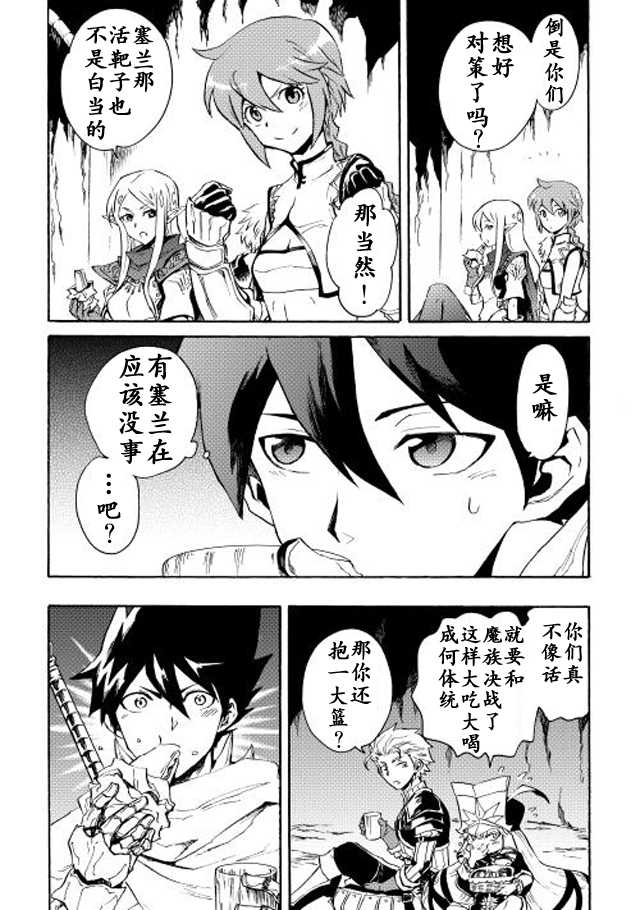 倒是你们
想好
对策了吗？
塞兰那
活靶子也
不是白当的
那当然！
是嘛
有塞兰在
应该没事
…吧？
你们真
不像话
就要和
魔族决战了
这样大吃大喝
成何体统
那你还
抱一大篮？